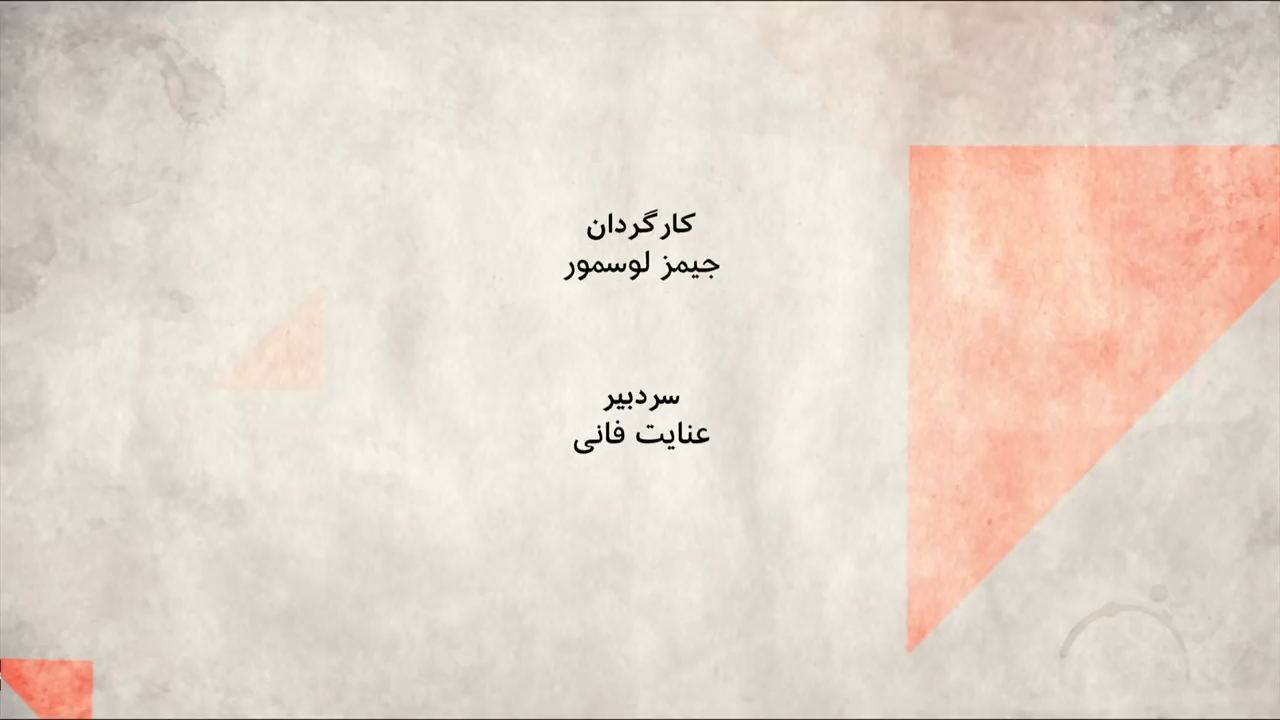 کارگردان
جیمز لوسمور
سردبیر
عنایت فانی